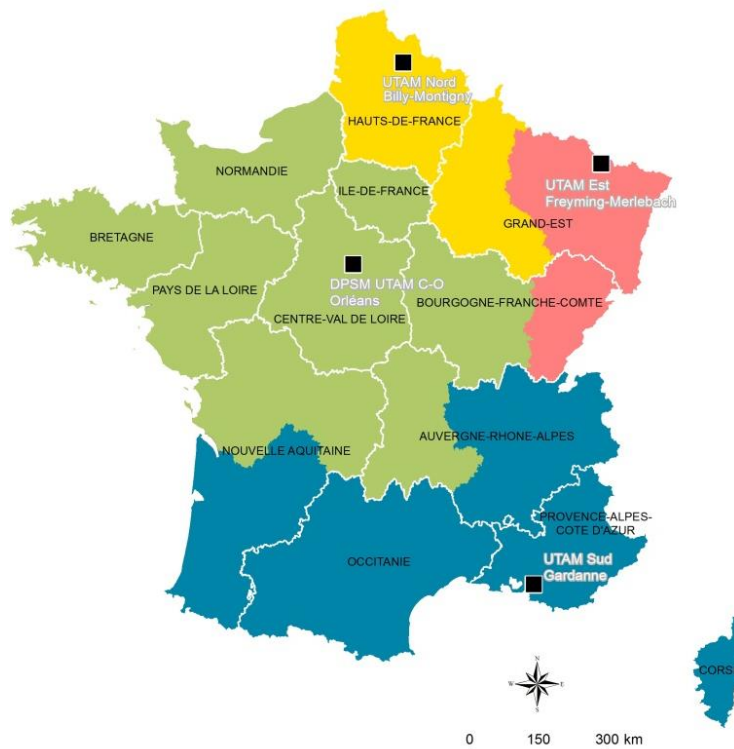 UTAM Nord
Billy-Montigny
HAUTS-DE-FRANCE
NORMANDIE
ILE-DE-FRANCE
UTAM Est
Freyming-Merlebach
GRAND-EST
BRETAGNE
PAYS DE LA LOIRE
DPSM UTAM C-O
Orléans
CENTRE-VAL DE LOIRE
BOURGOGNE-FRANCHE-COMTE
NOUVELLE AQUITAINE
AUVERGNE-RHONE-ALPES
PROVENCE-ALPES-
COTE D'AZUR
OCCITANIE
UTAM Sud
Gardanne
N
W
E
S
CORS
0 150 300 km